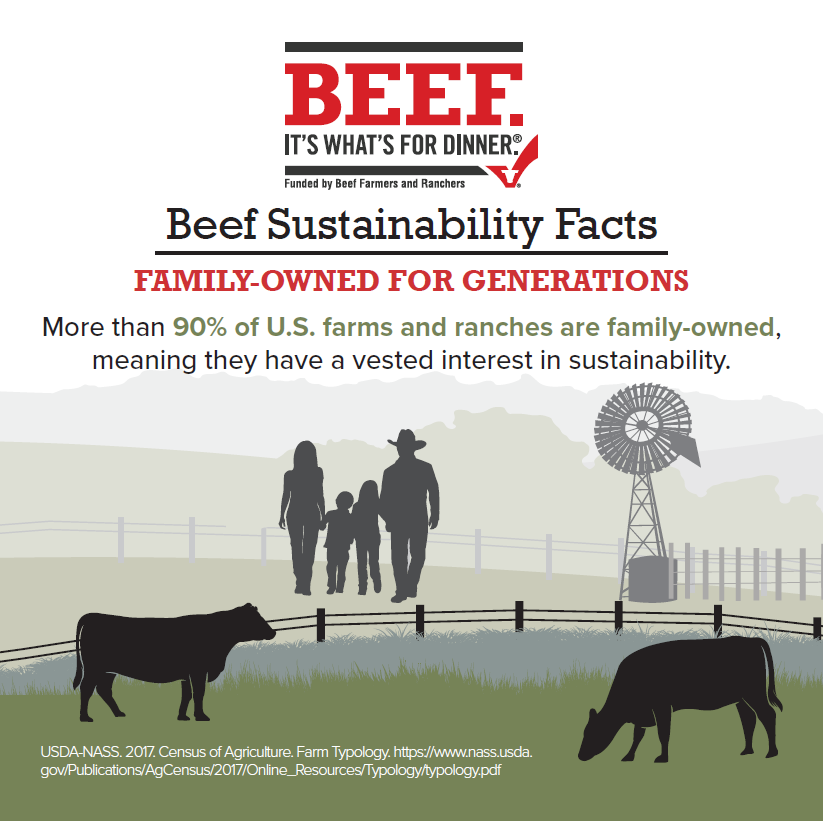 BEEF.
IT'S WHAT'S FOR DINNER.®
Funded by Beef Farmers and Ranchers
Beef Sustainability Facts
FAMILY-OWNED FOR GENERATIONS
More than 90% of U.S. farms and ranches are family-owned,
meaning they have a vested interest in sustainability.
USDA-NASS. 2017. Census of Agriculture. Farm Typology. https://www.nass.usda.
gov/Publications/AgCensus/2017/Online_Resources/Typology/typology.pdf